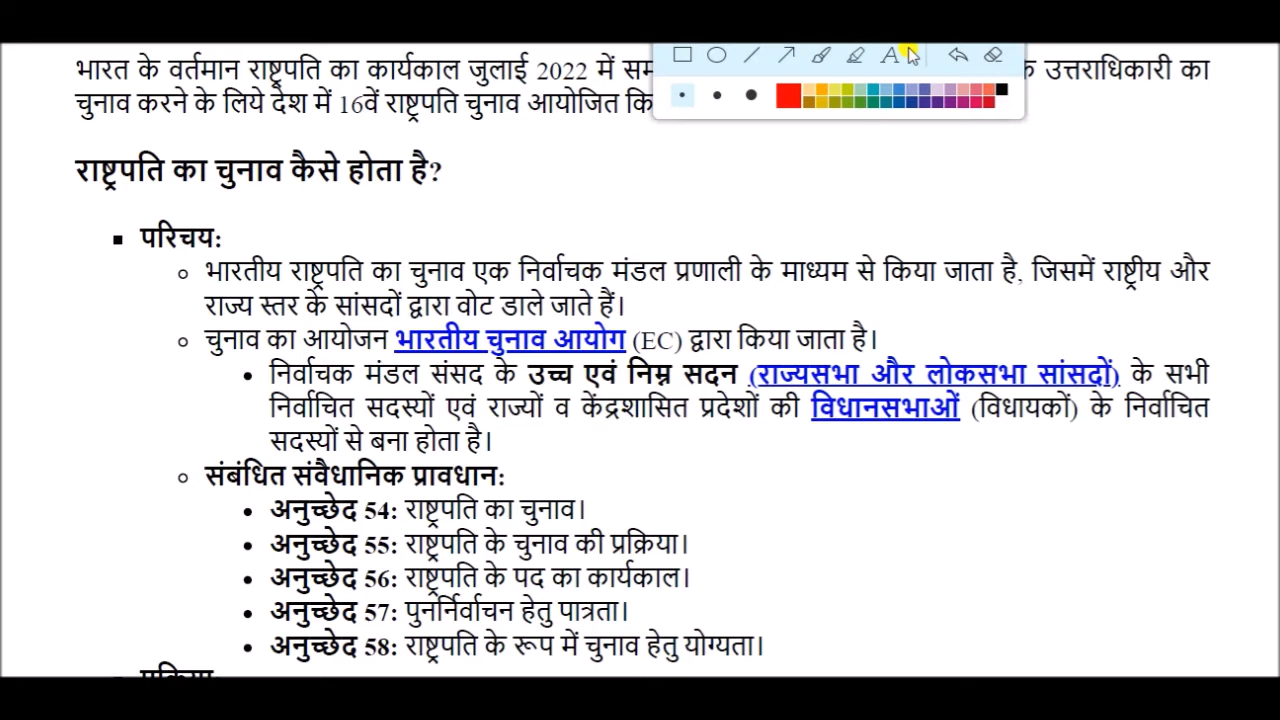 भारत के वर्तमान राष्ट्रपति का कार्यकाल जुलाई 2022 में उत्तराधिकारी का
चुनाव करने के लिये देश में 16वें राष्ट्रपति चुनाव आयोजित
राष्ट्रपति का चुनाव कैसे होता है?
परिचय:
भारतीय राष्ट्रपति का चुनाव एक निर्वाचक मंडल प्रणाली के माध्यम से किया जाता है, जिसमें राष्ट्रीय और
राज्य स्तर के सांसदों द्वारा वोट डाले जाते हैं।
चुनाव का आयोजन भारतीय चुनाव आयोग (EC) द्वारा किया जाता है।
निर्वाचक मंडल संसद के उच्च एवं निम्न सदन (राज्यसभा और लोकसभा सांसदों) के सभी
निर्वाचित सदस्यों एवं राज्यों व केंद्रशासित प्रदेशों की विधानसभाओं (विधायकों) के निर्वाचित
सदस्यों से बना होता है।
संबंधित संवैधानिक प्रावधान:
अनुच्छेद 54: राष्ट्रपति का चुनाव।
अनुच्छेद 55: राष्ट्रपति के चुनाव की प्रक्रिया।
अनुच्छेद 56: राष्ट्रपति के पद का कार्यकाल।
अनुच्छेद 57: पुनर्निर्वाचन हेतु पात्रता।
अनुच्छेद 58: राष्ट्रपति के रूप में चुनाव हेतु योग्यता।